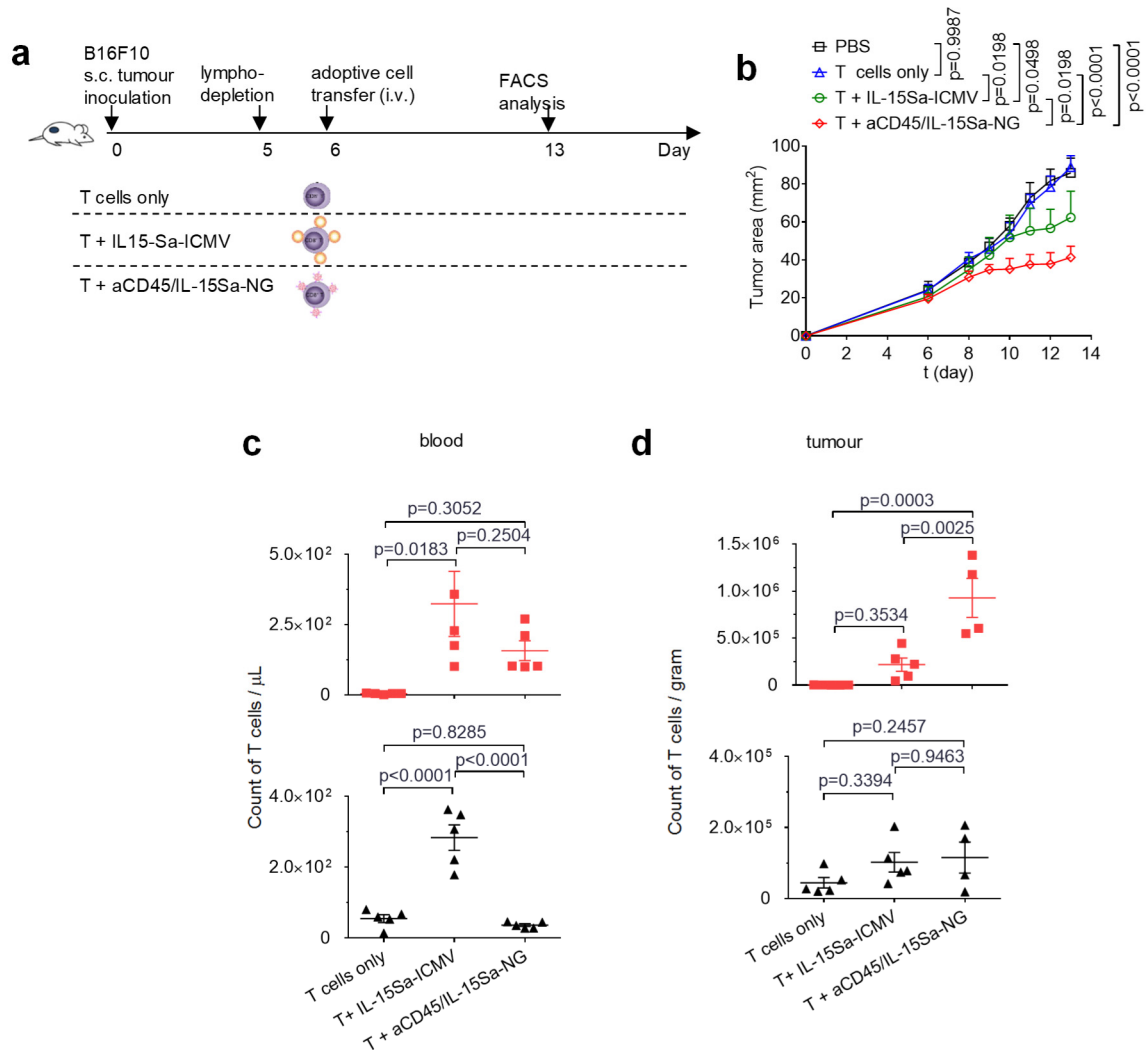 a
B16F10
s.c. tumour
inoculation
lympho-
depletion
adoptive cell
transfer (i.v.)
FACS
analysis
0
5
6
13
Day
T cells only
T + IL15-Sa-ICMV
T + aCD45/IL-15Sa-NG
b
PBS
T cells only
T + IL-15Sa-ICMV
T + aCD45/IL-15Sa-NG
p=0.9987
p=0.0198
p=0.0498
p=0.0198
p<0.0001
p<0.0001
Tumor area (mm²)
100
80
60
40
20
0
0 2 4 6 8 10 12 14
t (day)
c
blood
p=0.3052
p=0.2504
p=0.0183
5.0×10²
2.5×10²
0
p=0.8285
p<0.0001
p<0.0001
4.0×10²
2.0×10²
0
Count of T cells / μL
T cells only
T+ IL-15Sa-ICMV
T + aCD45/IL-15Sa-NG
d
tumour
p=0.0003
p=0.0025
p=0.3534
1.5×10⁶
1.0×10⁶
5.0×10⁵
0
p=0.2457
p=0.9463
p=0.3394
4.0×10⁵
2.0×10⁵
0
Count of T cells / gram
T cells only
T+ IL-15Sa-ICMV
T + aCD45/IL-15Sa-NG